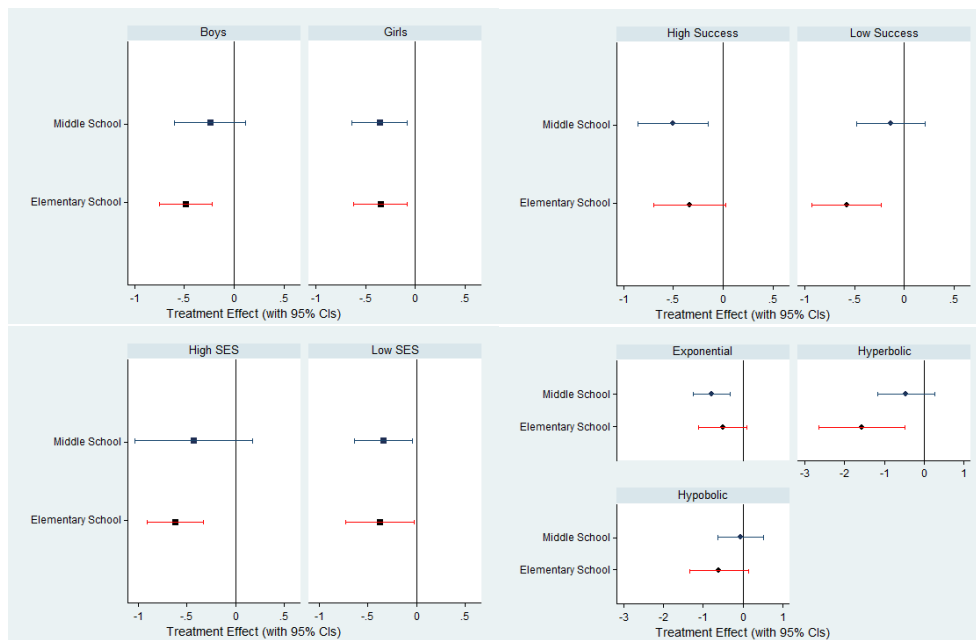 Boys
Girls
Middle School
Elementary School
-1 -.5 0 .5
-1 -.5 0 .5
Treatment Effect (with 95% CIs)
High Success
Low Success
Middle School
Elementary School
-1 -.5 0 .5
-1 -.5 0 .5
Treatment Effect (with 95% CIs)
High SES
Low SES
Middle School
Elementary School
-1 -.5 0 .5
-1 -.5 0 .5
Treatment Effect (with 95% CIs)
Exponential
Hyperbolic
Middle School
Elementary School
-3 -2 -1 0 1
Hypobolic
Middle School
Elementary School
-3 -2 -1 0 1
Treatment Effect (with 95% CIs)